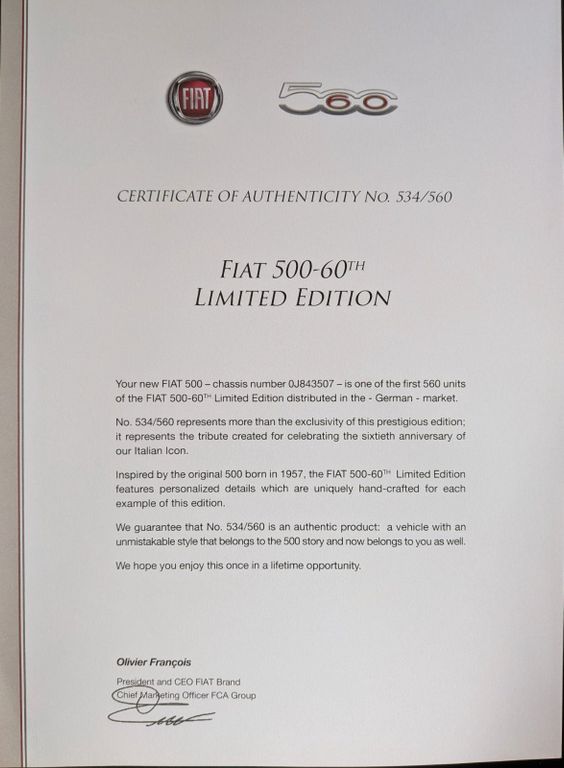 FIAT
560
CERTIFICATE OF AUTHENTICITY NO. 534/560
FIAT 500-60TH
LIMITED EDITION
Your new FIAT 500 – chassis number 0J843507 – is one of the first 560 units
of the FIAT 500-60TH Limited Edition distributed in the - German - market.
No. 534/560 represents more than the exclusivity of this prestigious edition;
it represents the tribute created for celebrating the sixtieth anniversary of
our Italian Icon.
Inspired by the original 500 born in 1957, the FIAT 500-60TH Limited Edition
features personalized details which are uniquely hand-crafted for each
example of this edition.
We guarantee that No. 534/560 is an authentic product: a vehicle with an
unmistakable style that belongs to the 500 story and now belongs to you as well.
We hope you enjoy this once in a lifetime opportunity.
Olivier François
President and CEO FIAT Brand
Chief Marketing Officer FCA Group